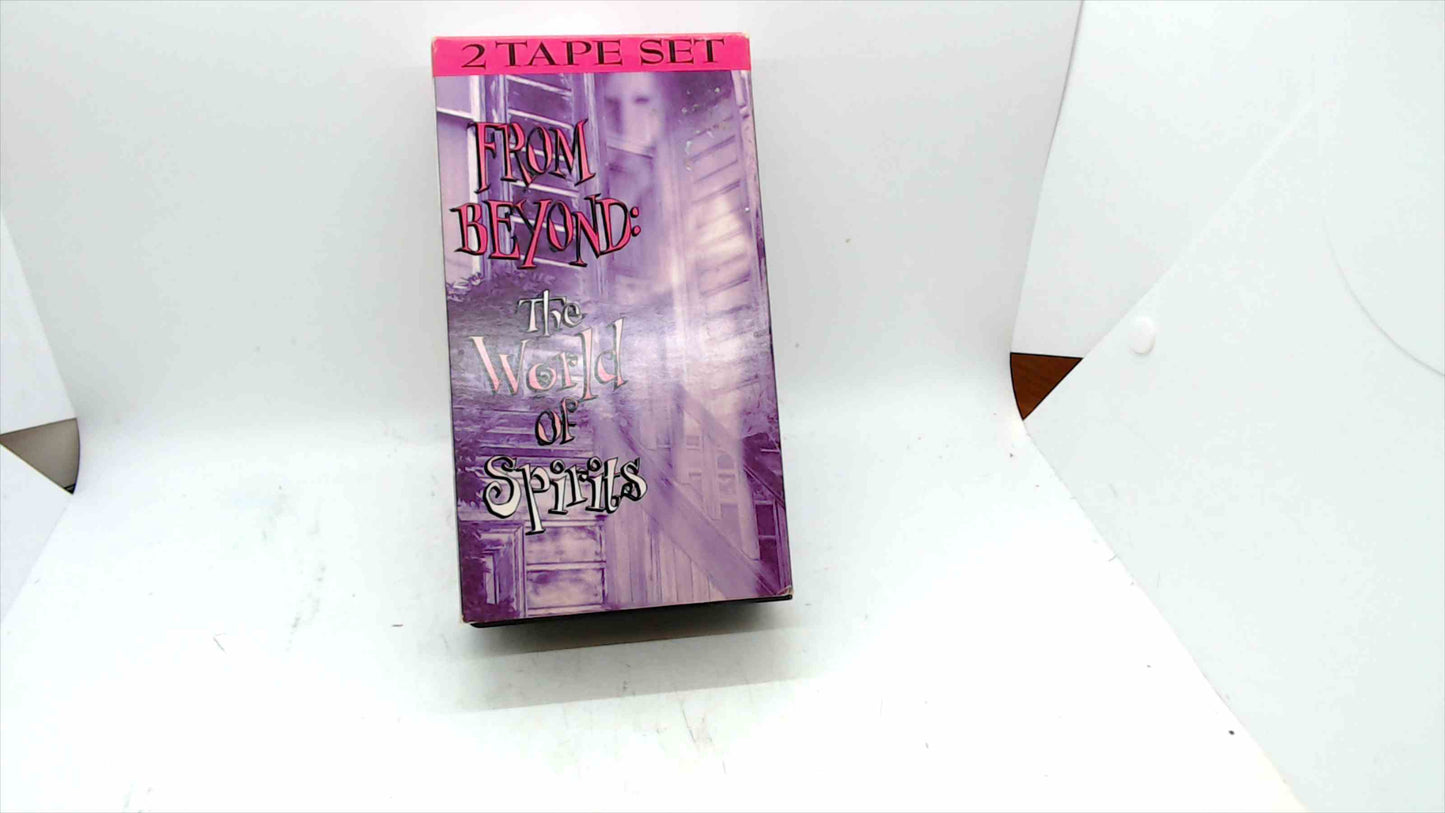 2 TAPE SET
FROM
BEYOND:
The
World
of
Spirits